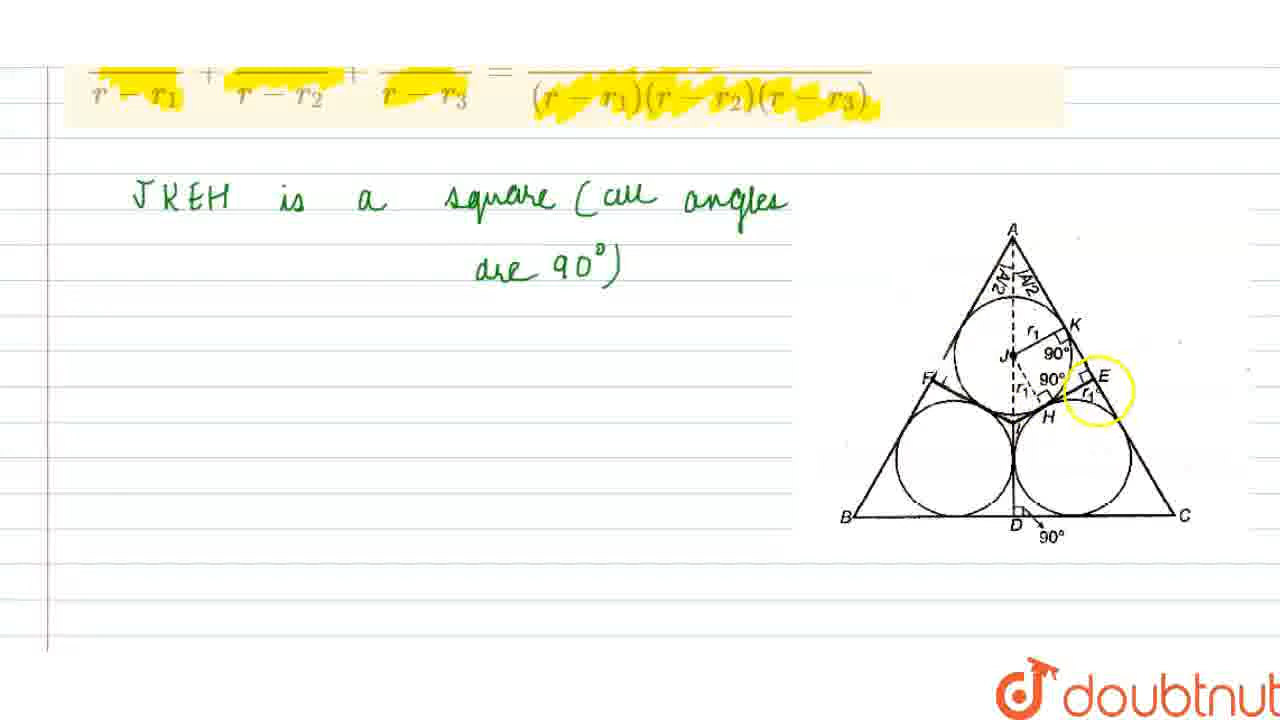 r − r₁ + r − r₂ + r − r₃ = (r − r₁)(r − r₂)(r − r₃)
JKEH is a square (all angles
are 90°)
A
A/2 A/2
r₁ K
J 90°
F 90° E
r₁ r₁
H
I
B D C
90°
doubtnut